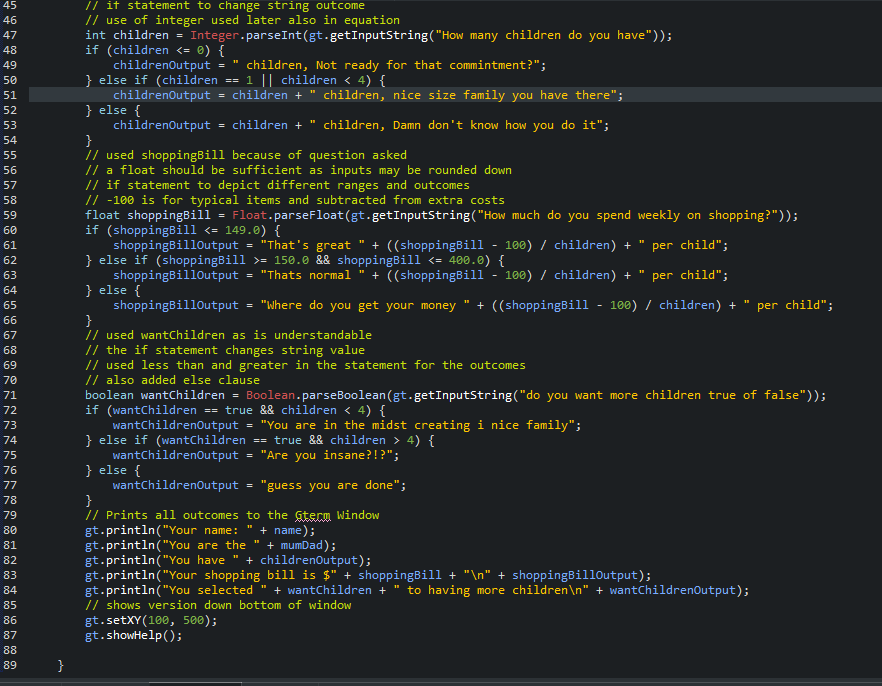 45 // if statement to change string outcome
46 // use of integer used later also in equation
47 int children = Integer.parseInt(gt.getInputString("How many children do you have"));
48 if (children <= 0) {
49 childrenOutput = " children, Not ready for that commintment?";
50 } else if (children == 1 || children < 4) {
51 childrenOutput = children + " children, nice size family you have there";
52 } else {
53 childrenOutput = children + " children, Damn don't know how you do it";
54 }
55 // used shoppingBill because of question asked
56 // a float should be sufficient as inputs may be rounded down
57 // if statement to depict different ranges and outcomes
58 // -100 is for typical items and subtracted from extra costs
59 float shoppingBill = Float.parseFloat(gt.getInputString("How much do you spend weekly on shopping?"));
60 if (shoppingBill <= 149.0) {
61 shoppingBillOutput = "That's great " + ((shoppingBill - 100) / children) + " per child";
62 } else if (shoppingBill >= 150.0 && shoppingBill <= 400.0) {
63 shoppingBillOutput = "Thats normal " + ((shoppingBill - 100) / children) + " per child";
64 } else {
65 shoppingBillOutput = "Where do you get your money " + ((shoppingBill - 100) / children) + " per child";
66 }
67 // used wantChildren as is understandable
68 // the if statement changes string value
69 // used less than and greater in the statement for the outcomes
70 // also added else clause
71 boolean wantChildren = Boolean.parseBoolean(gt.getInputString("do you want more children true of false"));
72 if (wantChildren == true && children < 4) {
73 wantChildrenOutput = "You are in the midst creating i nice family";
74 } else if (wantChildren == true && children > 4) {
75 wantChildrenOutput = "Are you insane?!?";
76 } else {
77 wantChildrenOutput = "guess you are done";
78 }
79 // Prints all outcomes to the Gterm Window
80 gt.println("Your name: " + name);
81 gt.println("You are the " + mumDad);
82 gt.println("You have " + childrenOutput);
83 gt.println("Your shopping bill is $" + shoppingBill + "\n" + shoppingBillOutput);
84 gt.println("You selected " + wantChildren + " to having more children\n" + wantChildrenOutput);
85 // shows version down bottom of window
86 gt.setXY(100, 500);
87 gt.showHelp();
88
89 }